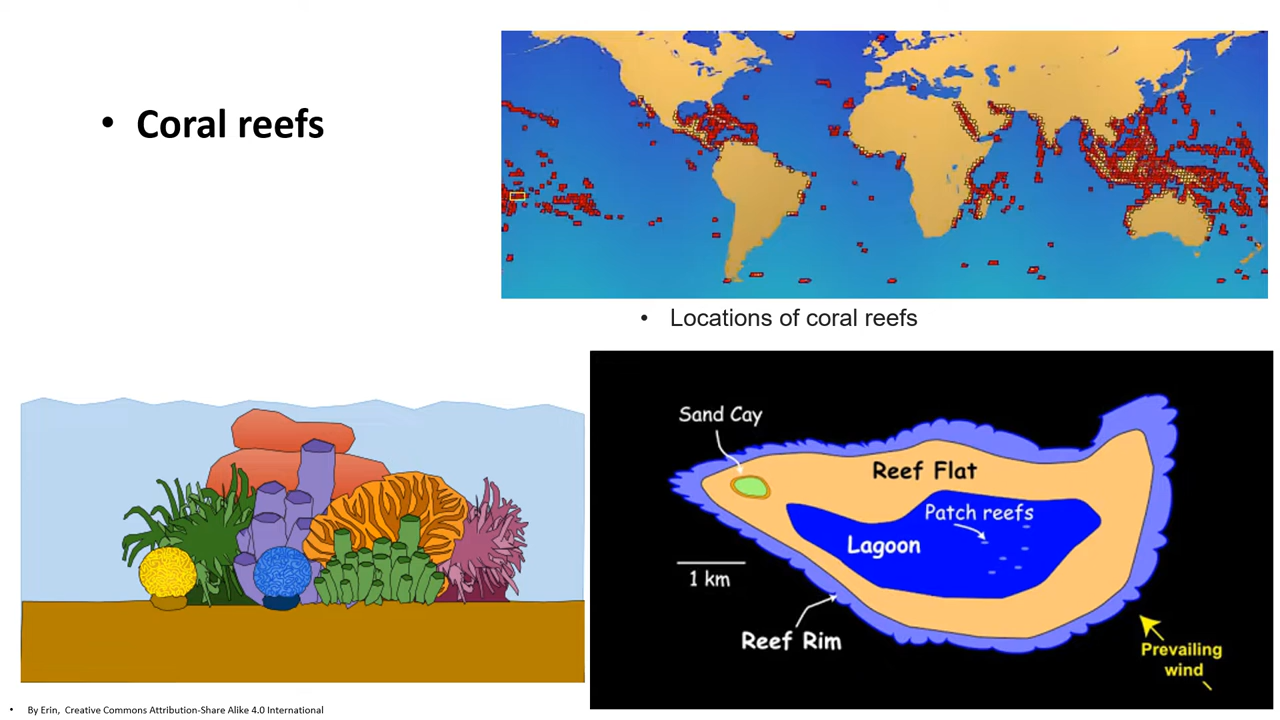 • Coral reefs
• Locations of coral reefs
Sand Cay
Reef Flat
Patch reefs
Lagoon
1 km
Reef Rim
Prevailing
wind
• By Erin, Creative Commons Attribution-Share Alike 4.0 International